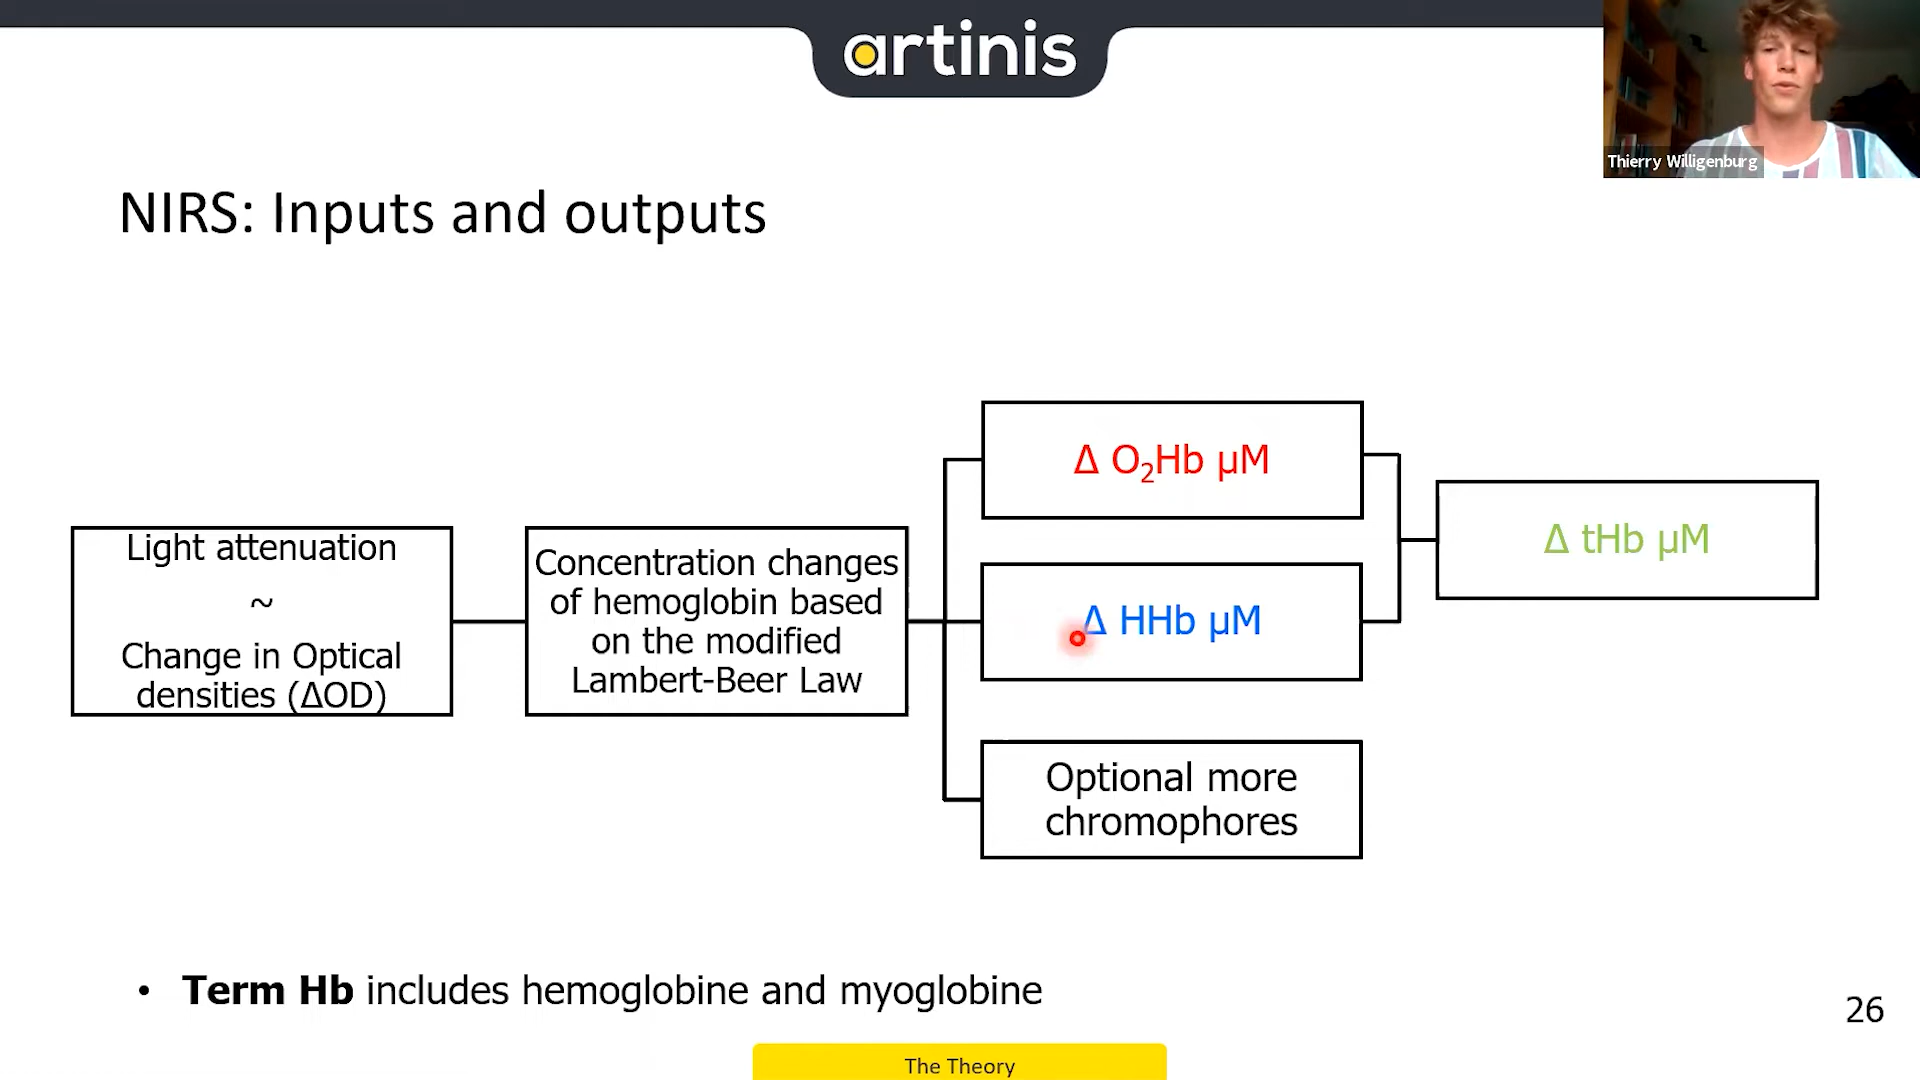 artinis
Thierry Willigenburg
NIRS: Inputs and outputs
Light attenuation
~
Change in Optical
densities (ΔOD)
Concentration changes
of hemoglobin based
on the modified
Lambert-Beer Law
Δ O₂Hb µM
Δ HHb µM
Optional more
chromophores
Δ tHb µM
• Term Hb includes hemoglobine and myoglobine
26
The Theory